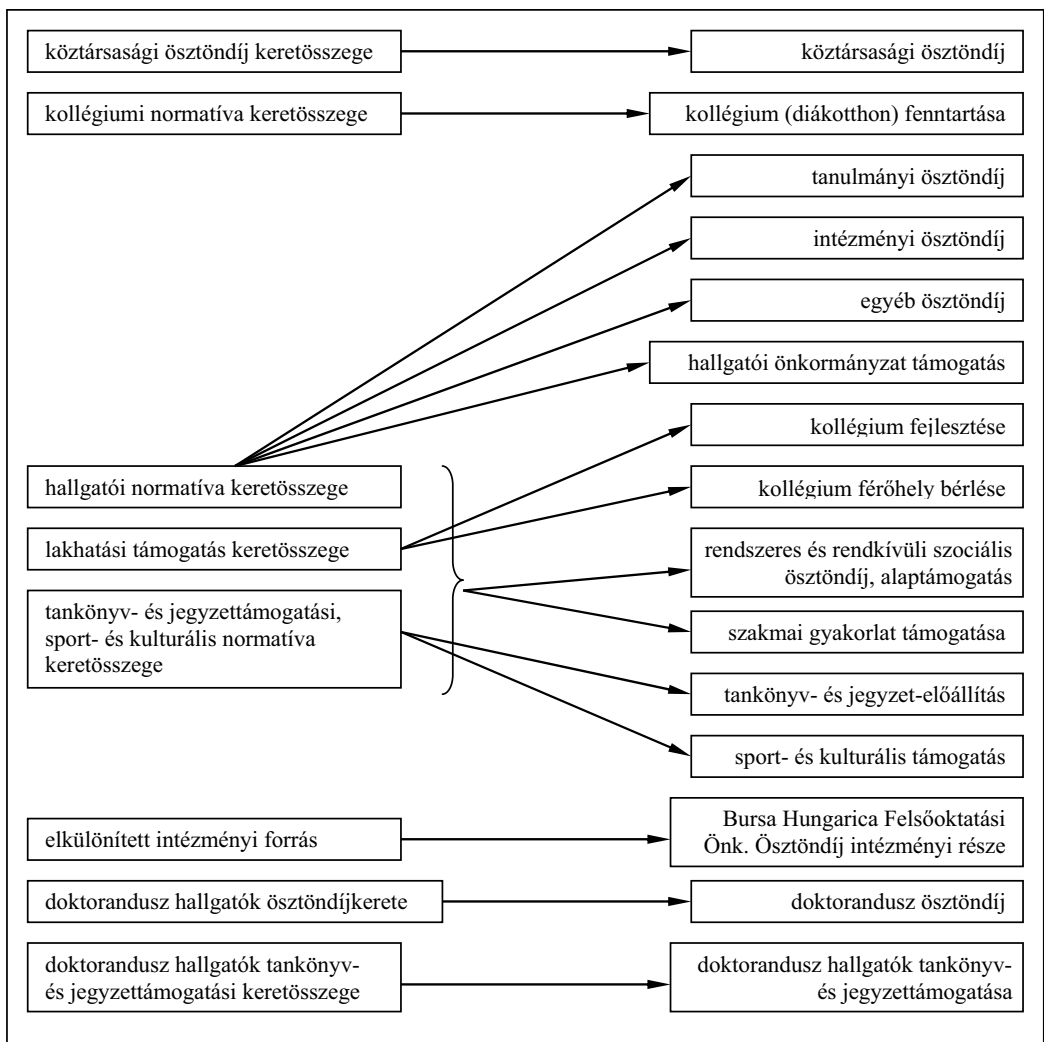 köztársasági ösztöndíj keretösszege
köztársasági ösztöndíj
kollégiumi normatíva keretösszege
kollégium (diákotthon) fenntartása
tanulmányi ösztöndíj
intézményi ösztöndíj
egyéb ösztöndíj
hallgatói önkormányzat támogatás
kollégium fejlesztése
hallgatói normatíva keretösszege
kollégium férőhely bérlése
lakhatási támogatás keretösszege
rendszeres és rendkívüli szociális
ösztöndíj, alaptámogatás
tankönyv- és jegyzettámogatási,
sport- és kulturális normatíva
keretösszege
szakmai gyakorlat támogatása
tankönyv- és jegyzet-előállítás
sport- és kulturális támogatás
elkülönített intézményi forrás
Bursa Hungarica Felsőoktatási
Önk. Ösztöndíj intézményi része
doktorandusz hallgatók ösztöndíjkerete
doktorandusz ösztöndíj
doktorandusz hallgatók tankönyv-
és jegyzettámogatási keretösszege
doktorandusz hallgatók tankönyv-
és jegyzettámogatása